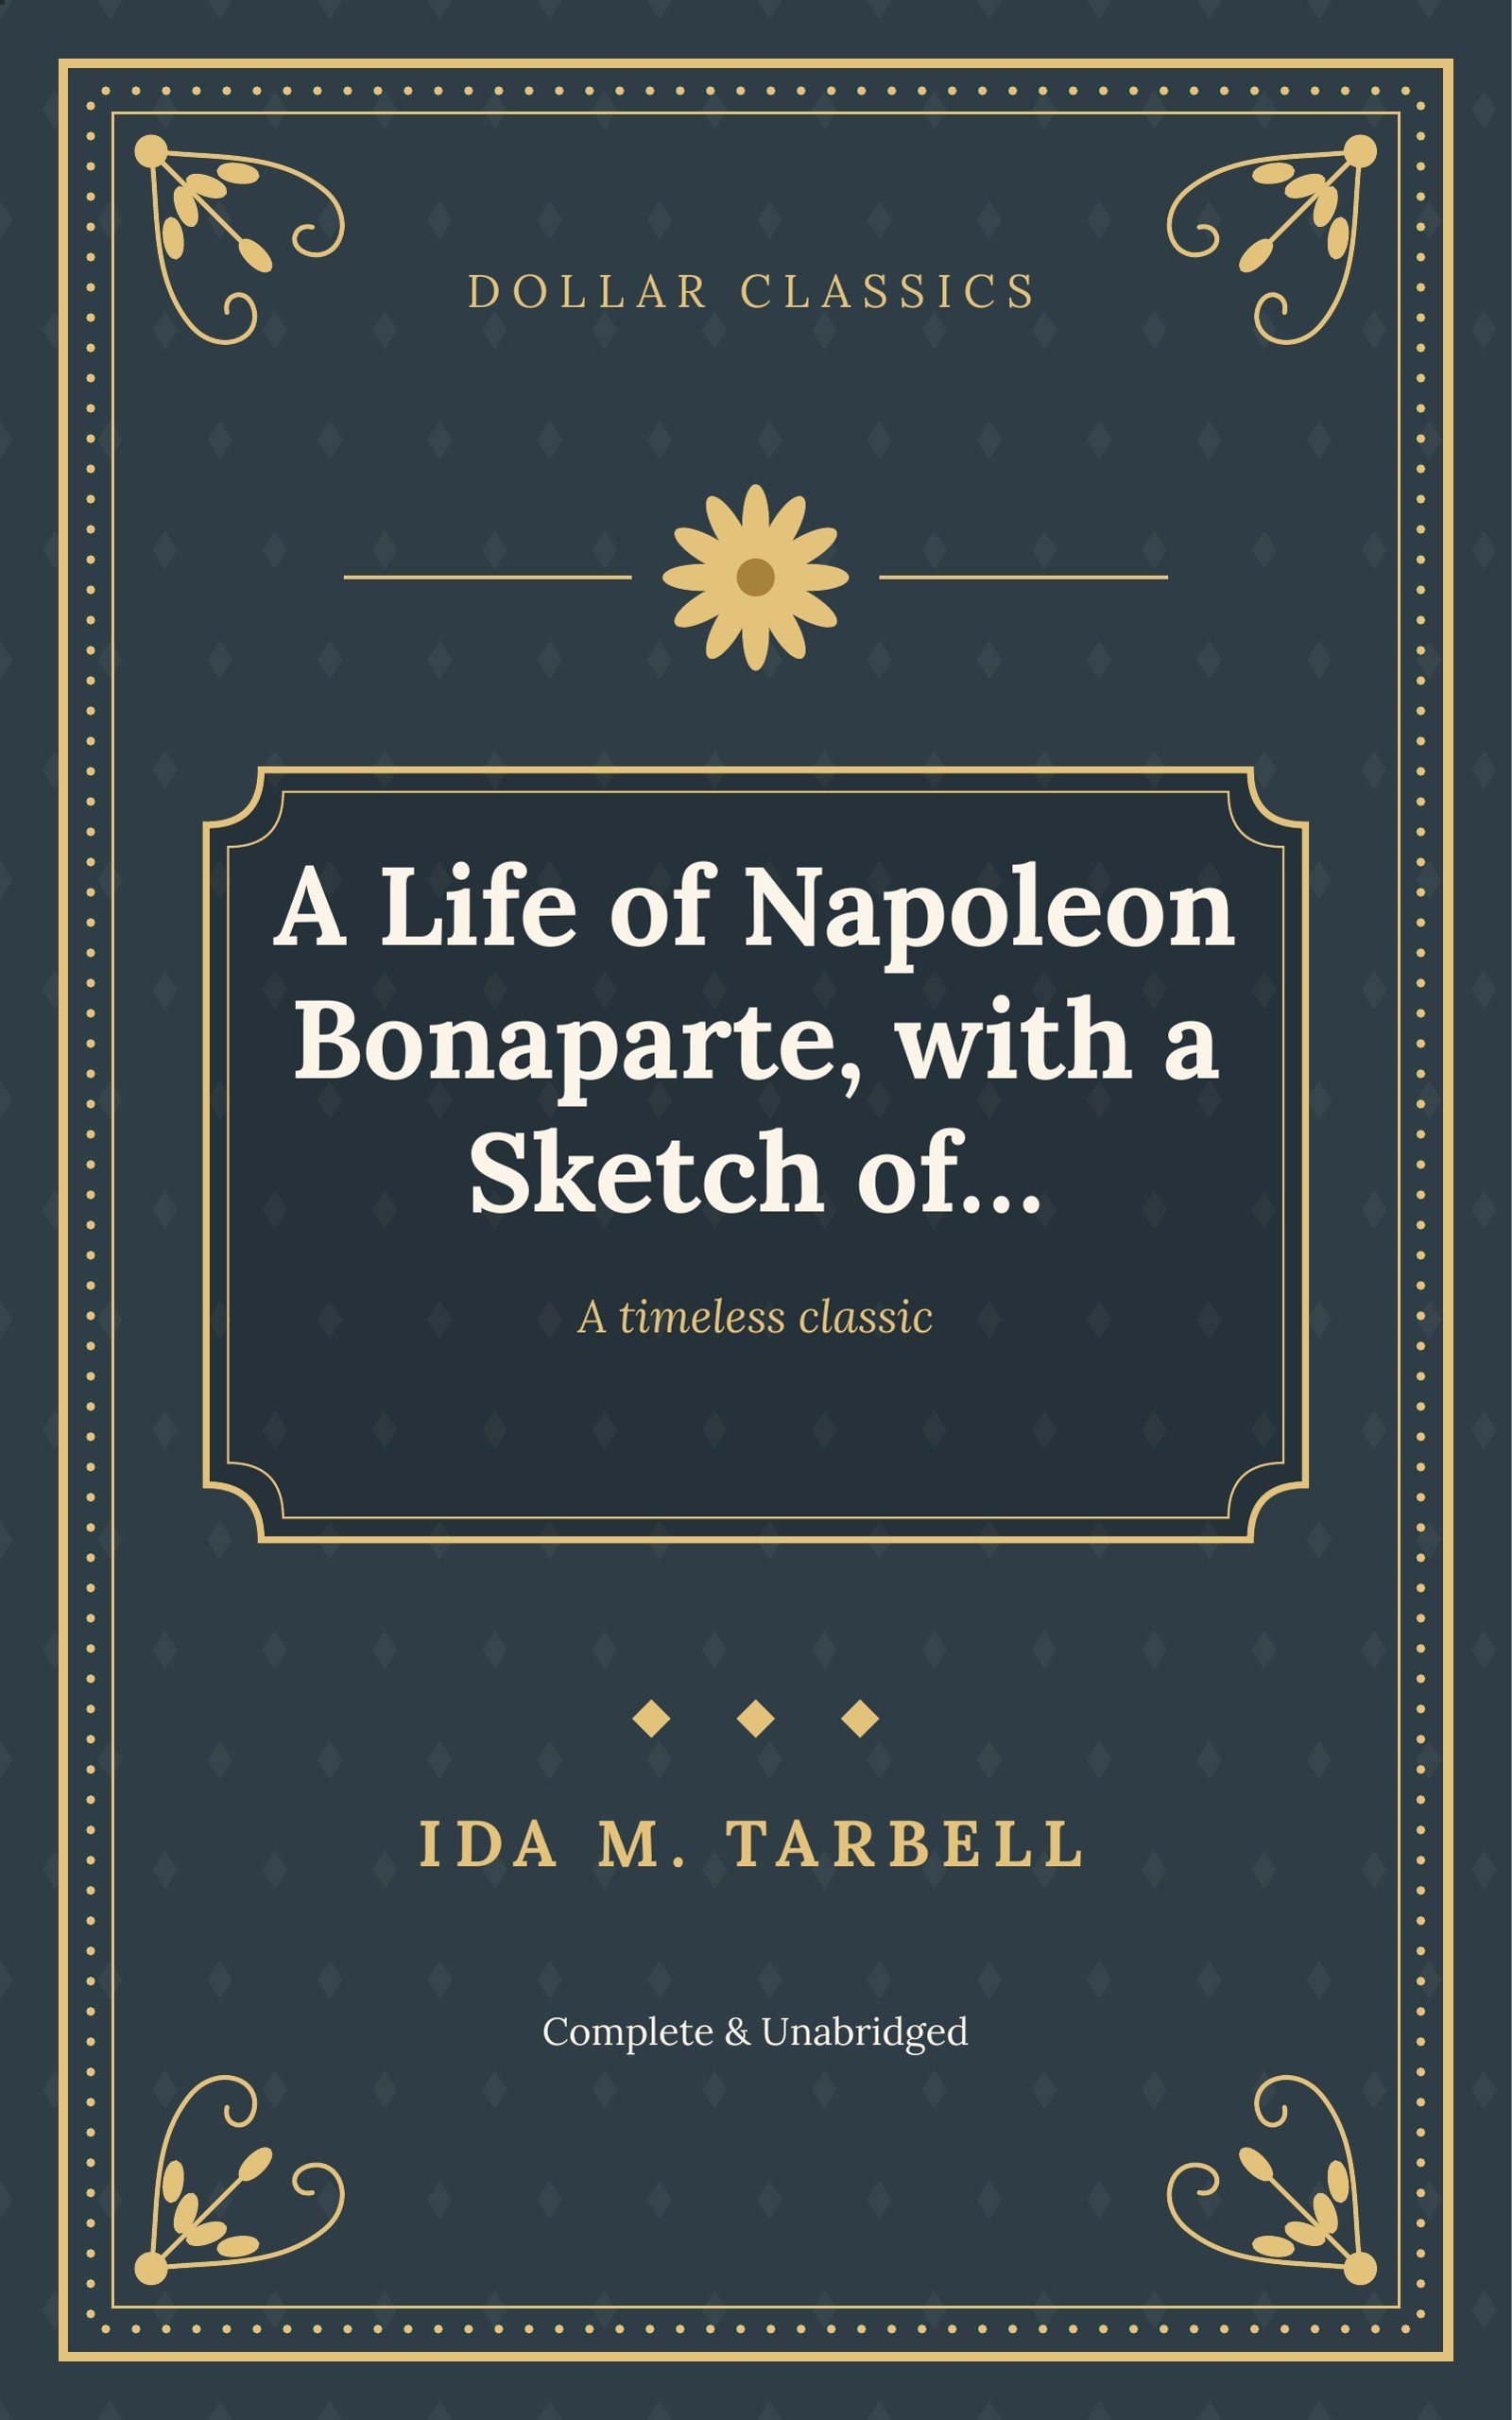 DOLLAR CLASSICS
A Life of Napoleon
Bonaparte, with a
Sketch of...
A timeless classic
IDA M. TARBELL
Complete & Unabridged